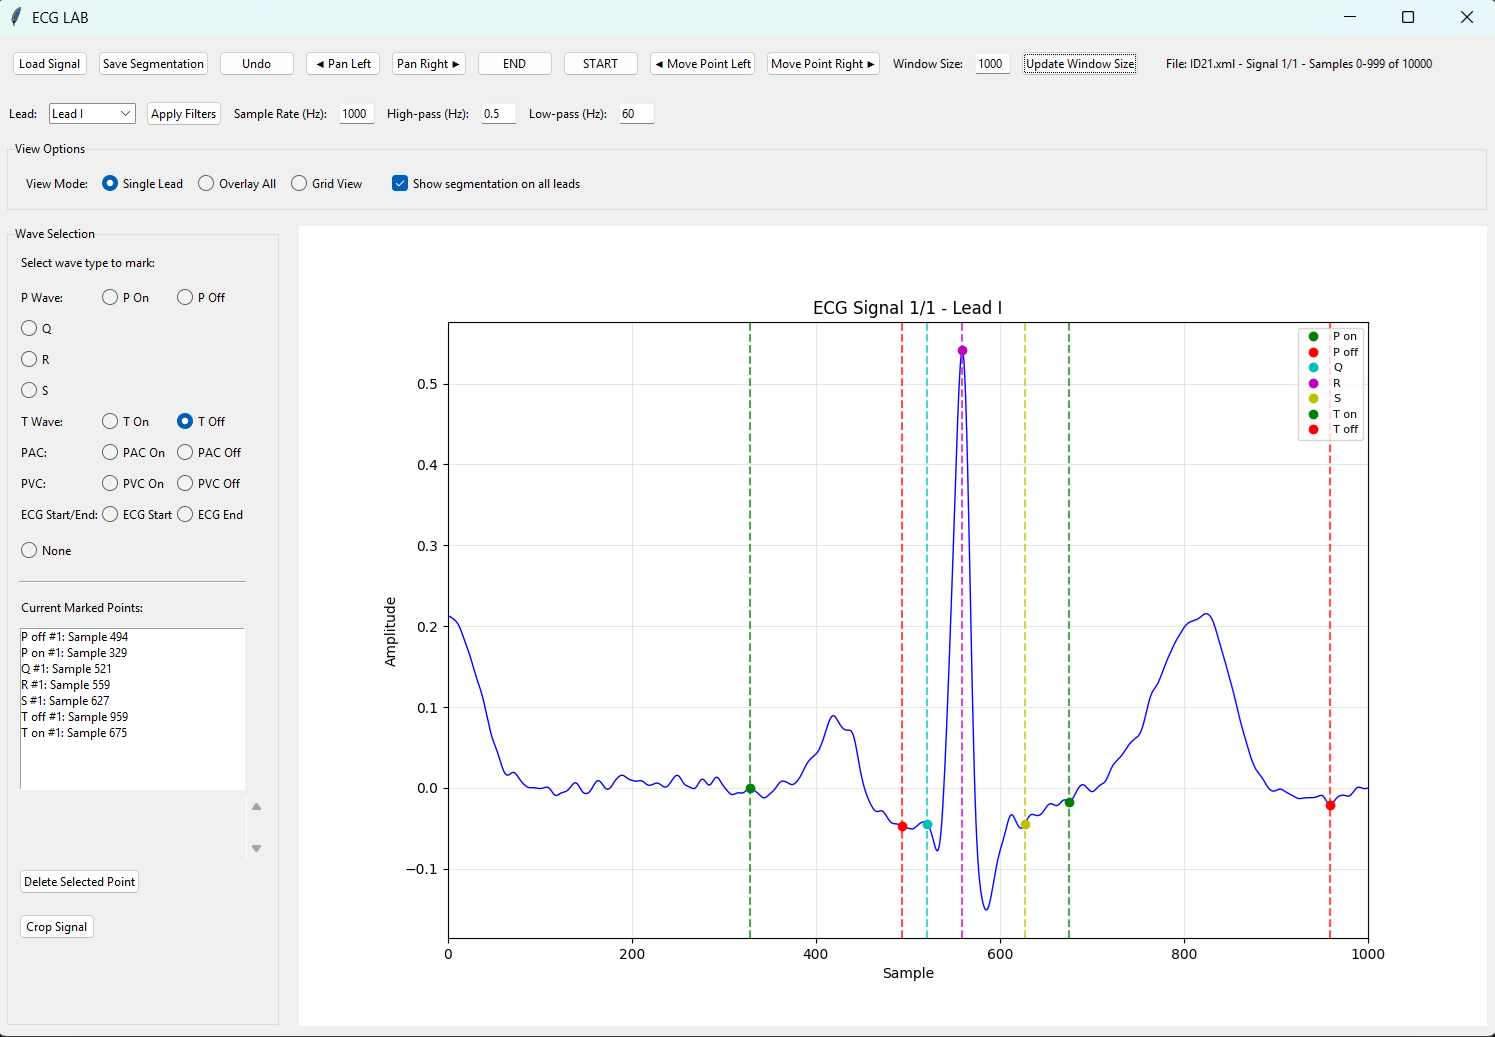 ECG LAB
Load Signal Save Segmentation Undo ◄ Pan Left Pan Right ► END START ◄ Move Point Left Move Point Right ► Window Size: 1000 Update Window Size File: ID21.xml - Signal 1/1 - Samples 0-999 of 10000
Lead: Lead I Apply Filters Sample Rate (Hz): 1000 High-pass (Hz): 0.5 Low-pass (Hz): 60
View Options
View Mode: Single Lead Overlay All Grid View Show segmentation on all leads
Wave Selection
Select wave type to mark:
P Wave: P On P Off
Q
R
S
T Wave: T On T Off
PAC: PAC On PAC Off
PVC: PVC On PVC Off
ECG Start/End: ECG Start ECG End
None
Current Marked Points:
P off #1: Sample 494
P on #1: Sample 329
Q #1: Sample 521
R #1: Sample 559
S #1: Sample 627
T off #1: Sample 959
T on #1: Sample 675
Delete Selected Point
Crop Signal
ECG Signal 1/1 - Lead I
P on
P off
Q
R
S
T on
T off
Amplitude
0.5
0.4
0.3
0.2
0.1
0.0
−0.1
0 200 400 600 800 1000
Sample